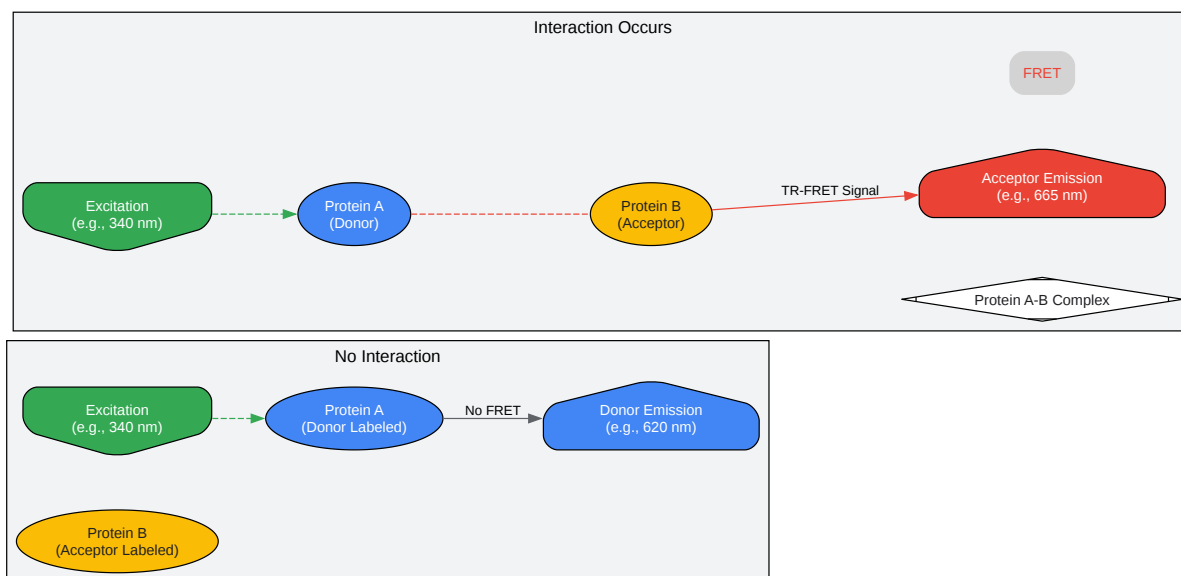 Interaction Occurs
FRET
Excitation
(e.g., 340 nm)
Protein A
(Donor)
Protein B
(Acceptor)
TR-FRET Signal
Acceptor Emission
(e.g., 665 nm)
Protein A-B Complex
No Interaction
Excitation
(e.g., 340 nm)
Protein A
(Donor Labeled)
No FRET
Donor Emission
(e.g., 620 nm)
Protein B
(Acceptor Labeled)